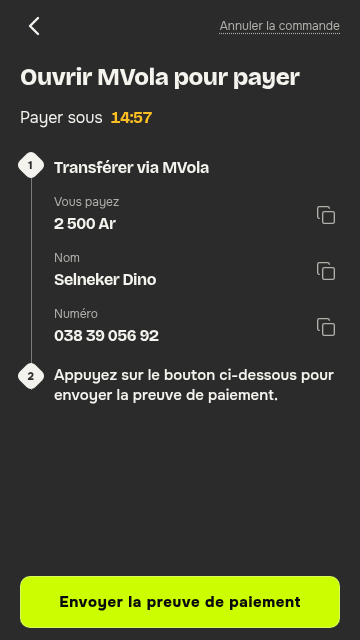 Annuler la commande
Ouvrir MVola pour payer
Payer sous 14:57
1 Transférer via MVola
Vous payez
2 500 Ar
Nom
Selneker Dino
Numéro
038 39 056 92
2 Appuyez sur le bouton ci-dessous pour
envoyer la preuve de paiement.
Envoyer la preuve de paiement